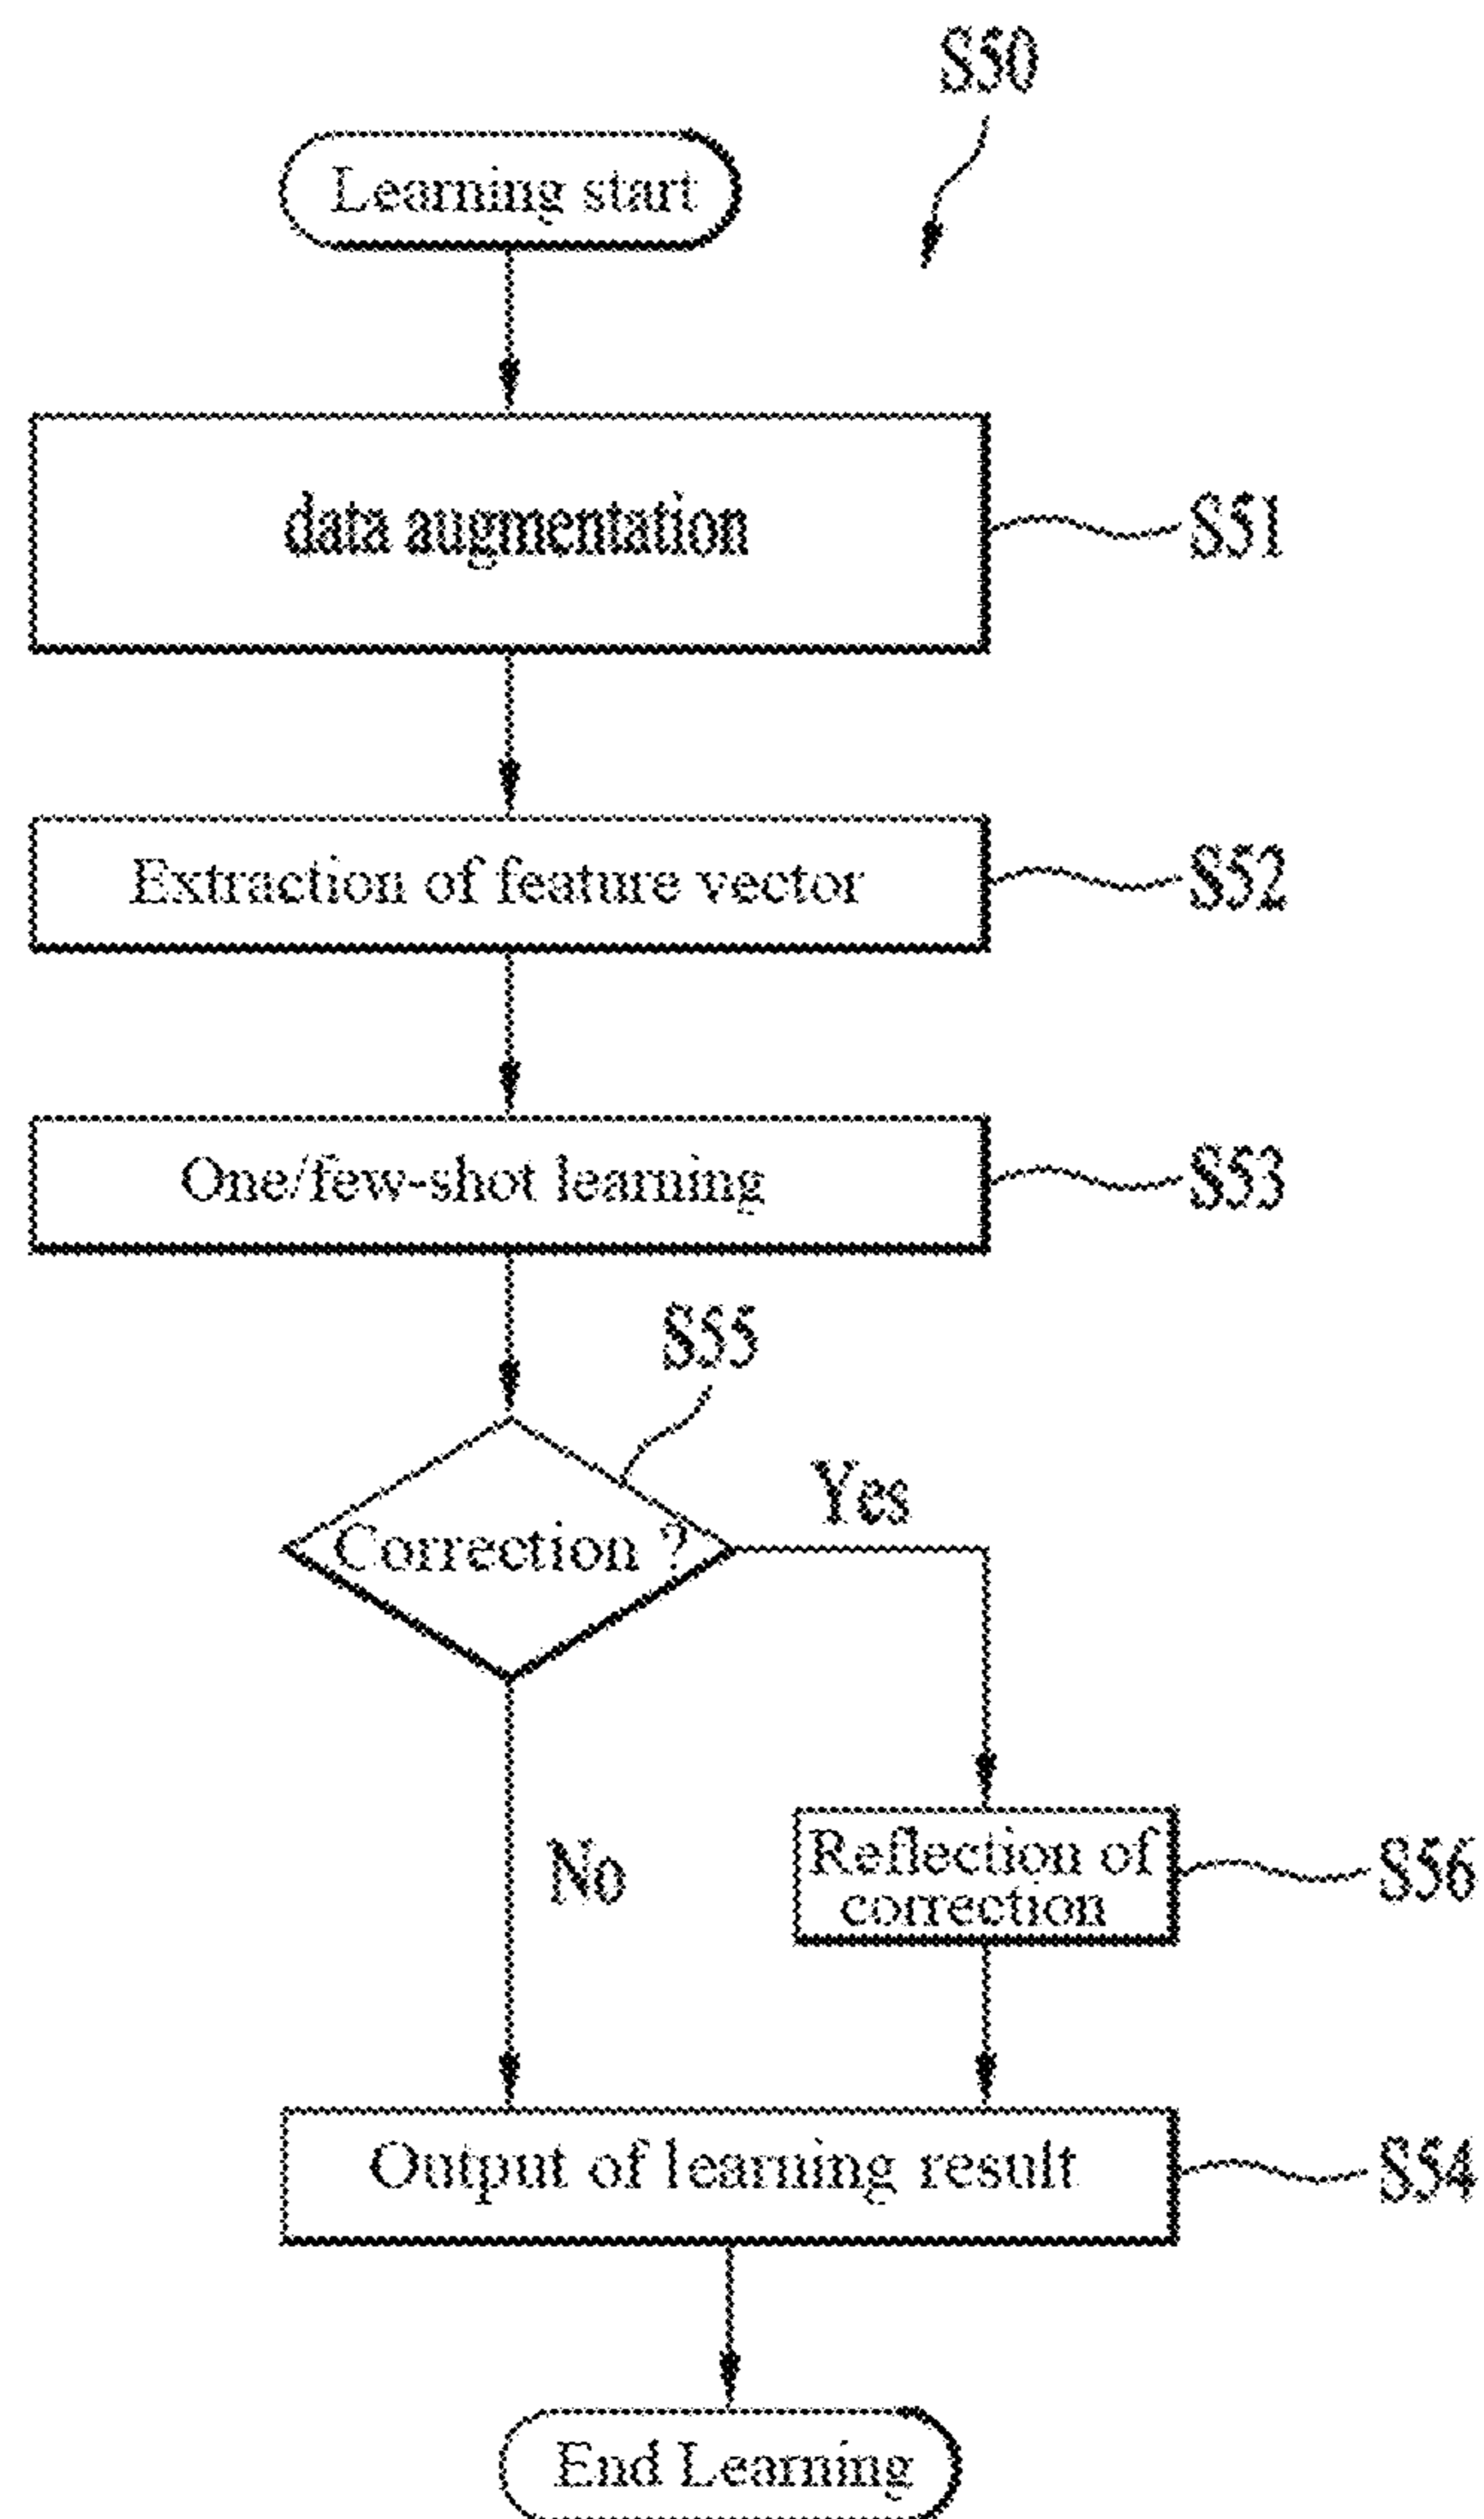 S50
Learning start
data augmentation
S51
Extraction of feature vector
S52
One/few-shot learning
S53
S55
Correction ?
Yes
No
Reflection of
correction
S56
Output of learning result
S54
End Learning